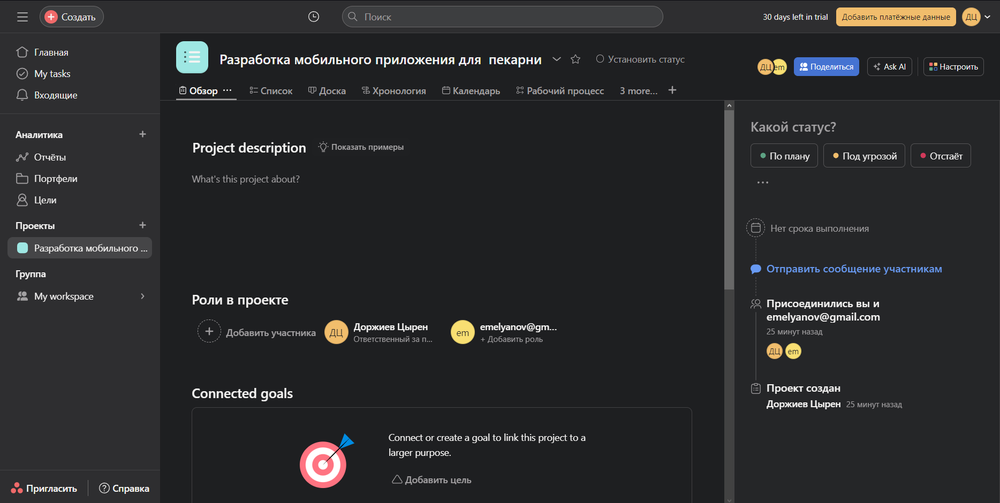 Создать
Поиск
30 days left in trial
Добавить платёжные данные
ДЦ
Главная
My tasks
Входящие
Аналитика
Отчёты
Портфели
Цели
Проекты
Разработка мобильного ...
Группа
My workspace
Пригласить
Справка
Разработка мобильного приложения для пекарни
Установить статус
ДЦ em
Поделиться
Ask AI
Настроить
Обзор ...
Список
Доска
Хронология
Календарь
Рабочий процесс
3 more...
Project description
Показать примеры
What's this project about?
Роли в проекте
Добавить участника
ДЦ
Доржиев Цырен
Ответственный за п...
em
emelyanov@gm...
+ Добавить роль
Connected goals
Connect or create a goal to link this project to a
larger purpose.
Добавить цель
Какой статус?
По плану
Под угрозой
Отстаёт
...
Нет срока выполнения
Отправить сообщение участникам
Присоединились вы и
emelyanov@gmail.com
25 минут назад
ДЦ em
Проект создан
Доржиев Цырен 25 минут назад